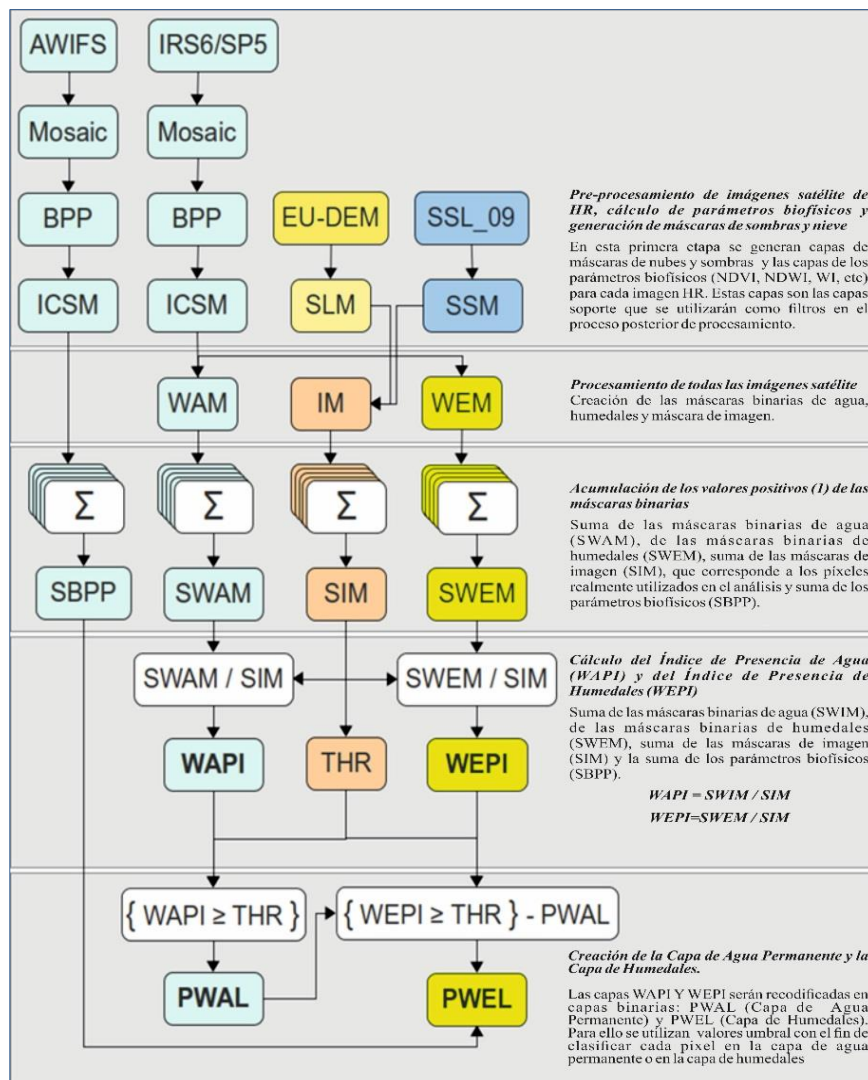 AWIFS
IRS6/SP5
Mosaic
Mosaic
BPP
BPP
EU-DEM
SSL_09
ICSM
ICSM
SLM
SSM
Pre-procesamiento de imágenes satélite de
HR, cálculo de parámetros biofísicos y
generación de máscaras de sombras y nieve
En esta primera etapa se generan capas de
máscaras de nubes y sombras y las capas de los
parámetros biofísicos (NDVI, NDWI, WI, etc)
para cada imagen HR. Estas capas son las capas
soporte que se utilizarán como filtros en el
proceso posterior de procesamiento.
WAM
IM
WEM
Procesamiento de todas las imágenes satélite
Creación de las máscaras binarias de agua,
humedales y máscara de imagen.
Σ
Σ
Σ
Σ
SBPP
SWAM
SIM
SWEM
Acumulación de los valores positivos (1) de las
máscaras binarias
Suma de las máscaras binarias de agua
(SWAM), de las máscaras binarias de
humedales (SWEM), suma de las máscaras de
imagen (SIM), que corresponde a los píxeles
realmente utilizados en el análisis y suma de los
parámetros biofísicos (SBPP).
SWAM / SIM
SWEM / SIM
WAPI
THR
WEPI
Cálculo del Índice de Presencia de Agua
(WAPI) y del Índice de Presencia de
Humedales (WEPI)
Suma de las máscaras binarias de agua (SWIM),
de las máscaras binarias de humedales
(SWEM), suma de las máscaras de imagen
(SIM) y la suma de los parámetros biofísicos
(SBPP).
WAPI = SWIM / SIM
WEPI=SWEM / SIM
{ WAPI ≥ THR }
{ WEPI ≥ THR } - PWAL
PWAL
PWEL
Creación de la Capa de Agua Permanente y la
Capa de Humedales.
Las capas WAPI Y WEPI serán recodificadas en
capas binarias: PWAL (Capa de Agua
Permanente) y PWEL (Capa de Humedales).
Para ello se utilizan valores umbral con el fin de
clasificar cada pixel en la capa de agua
permanente o en la capa de humedales